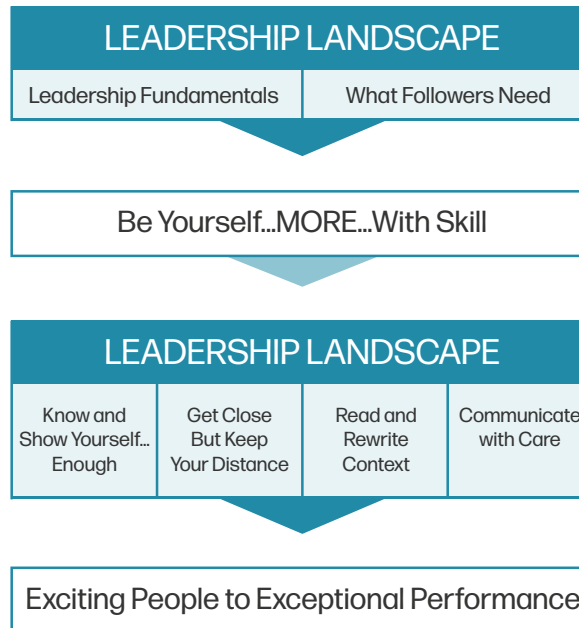 LEADERSHIP LANDSCAPE
Leadership Fundamentals
What Followers Need
Be Yourself...MORE...With Skill
LEADERSHIP LANDSCAPE
Know and
Show Yourself...
Enough
Get Close
But Keep
Your Distance
Read and
Rewrite
Context
Communicate
with Care
Exciting People to Exceptional Performance